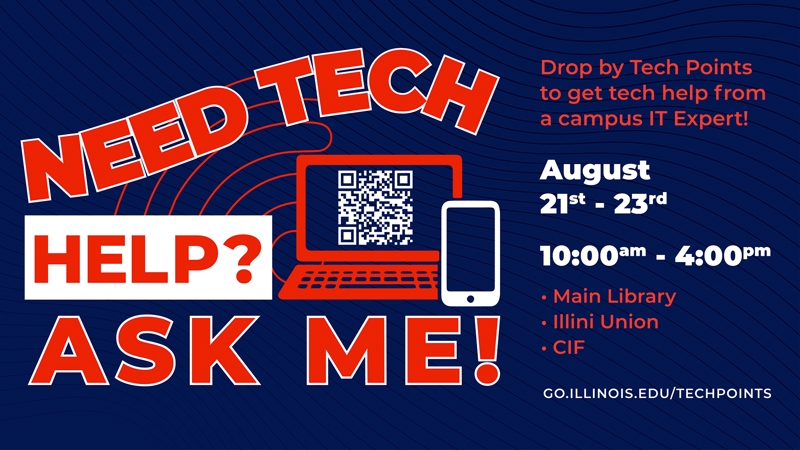 NEED TECH
HELP?
ASK ME!
Drop by Tech Points
to get tech help from
a campus IT Expert!
August
21st - 23rd
10:00am - 4:00pm
• Main Library
• Illini Union
• CIF
GO.ILLINOIS.EDU/TECHPOINTS